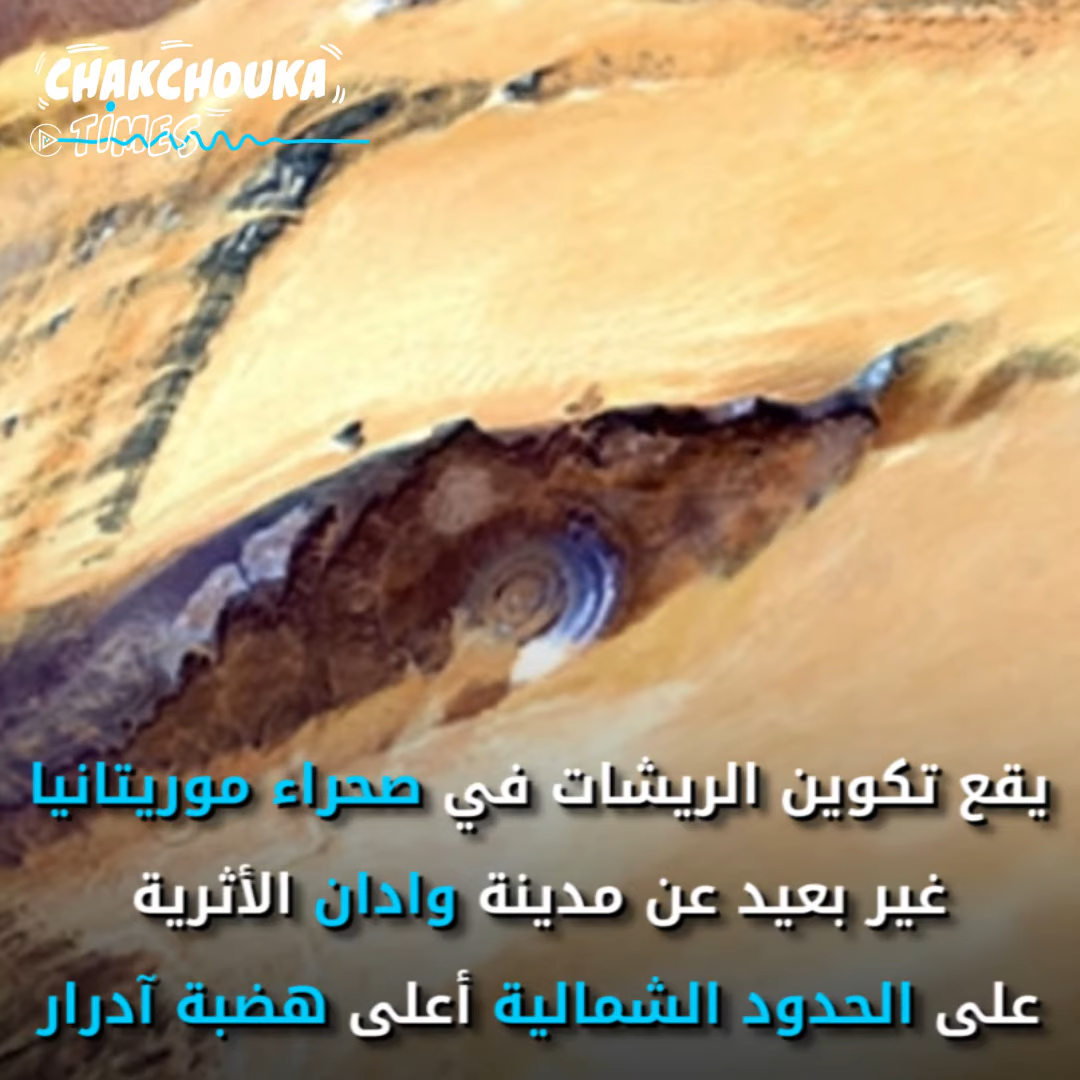 CHAKCHOUKA
TIMES
يقع تكوين الريشات في صحراء موريتانيا
غير بعيد عن مدينة وادان الأثرية
على الحدود الشمالية أعلى هضبة آدرار